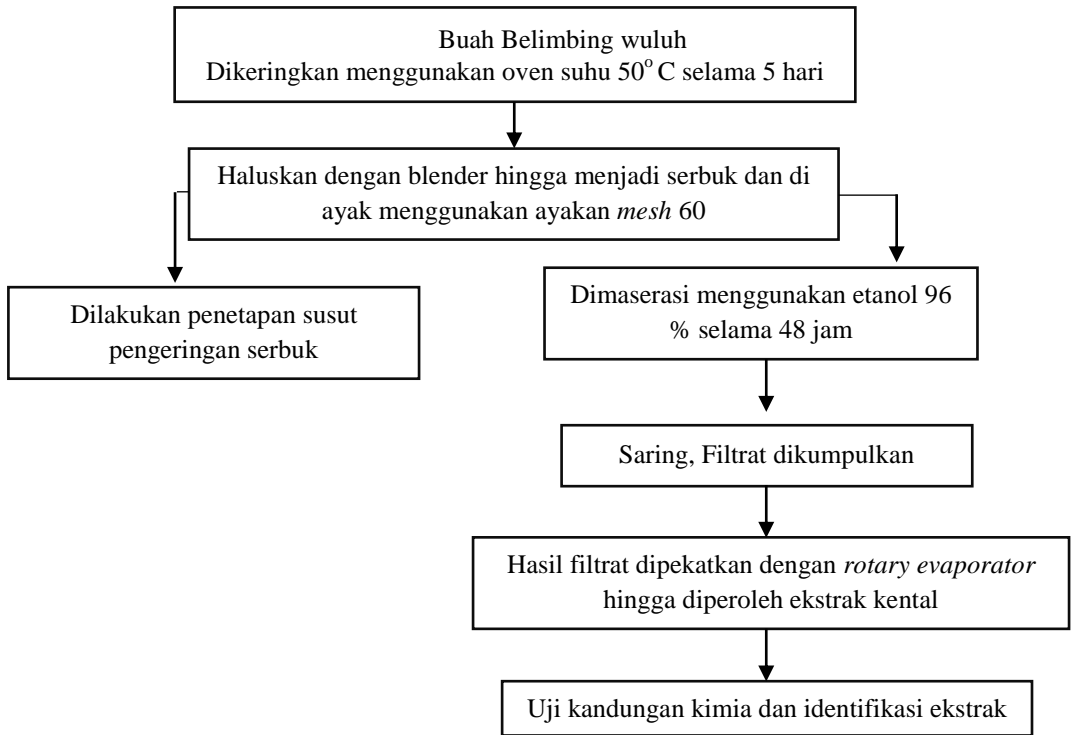 Buah Belimbing wuluh
Dikeringkan menggunakan oven suhu 50° C selama 5 hari
Haluskan dengan blender hingga menjadi serbuk dan di
ayak menggunakan ayakan mesh 60
Dilakukan penetapan susut
pengeringan serbuk
Dimaserasi menggunakan etanol 96
% selama 48 jam
Saring, Filtrat dikumpulkan
Hasil filtrat dipekatkan dengan rotary evaporator
hingga diperoleh ekstrak kental
Uji kandungan kimia dan identifikasi ekstrak